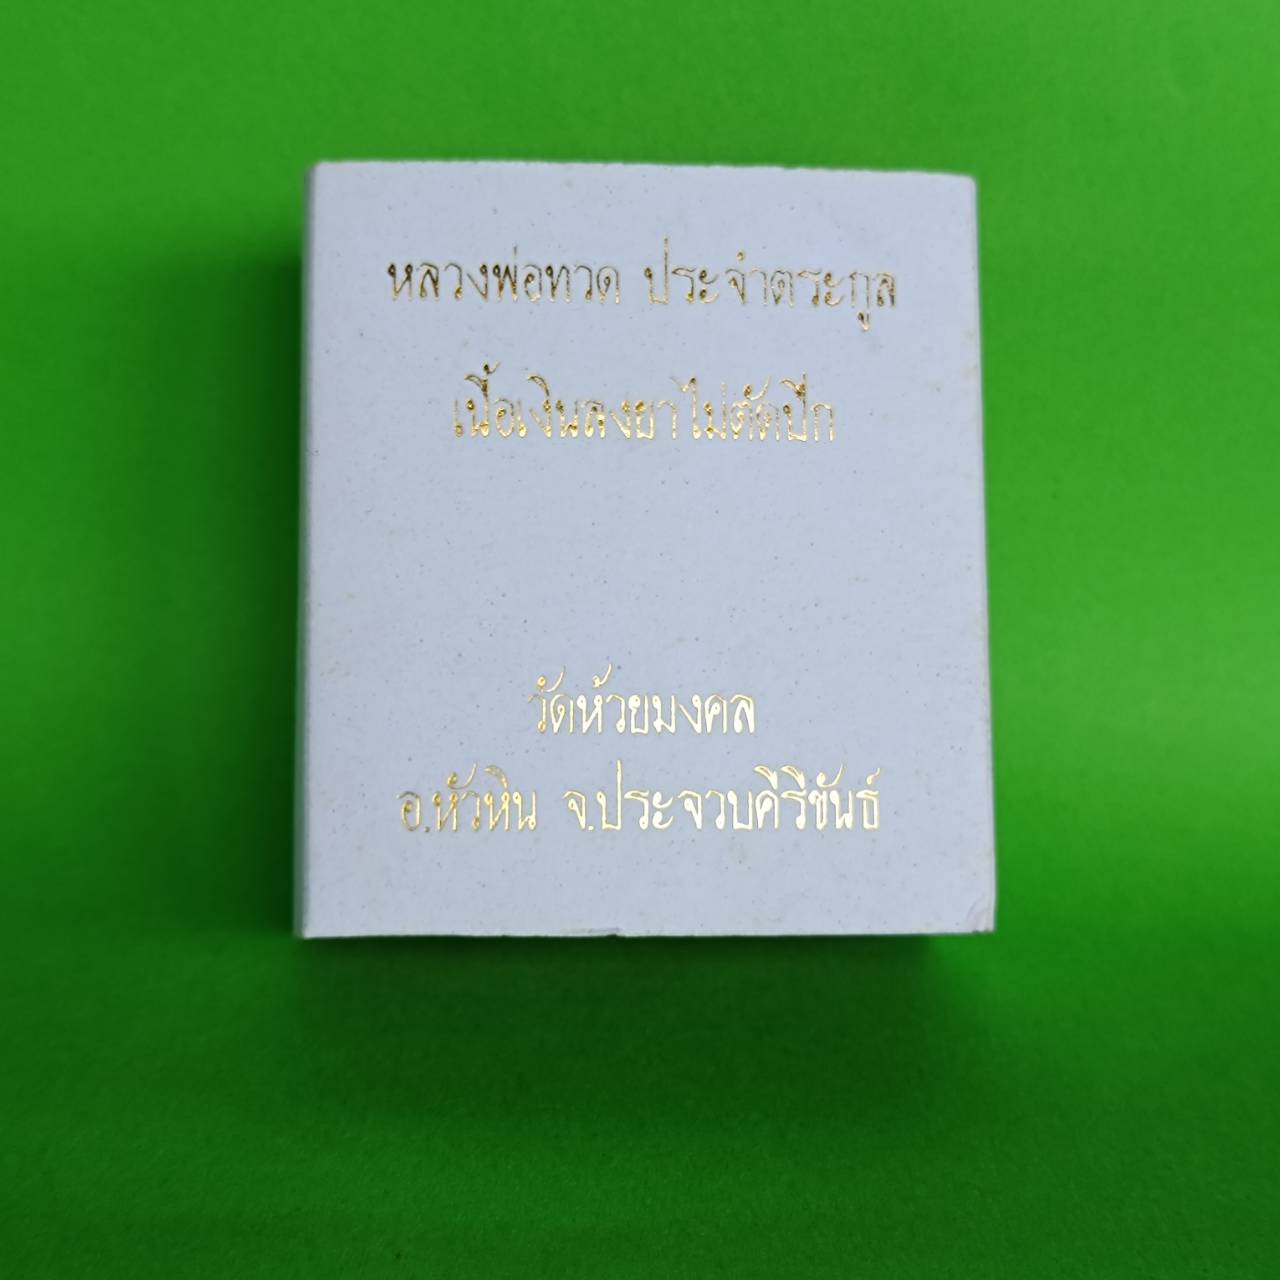 หลวงพ่อทวด ประจำตระกูล
เนื้อเงินลงยาไม่ตัดปีก
วัดห้วยมงคล
อ.หัวหิน จ.ประจวบคีรีขันธ์